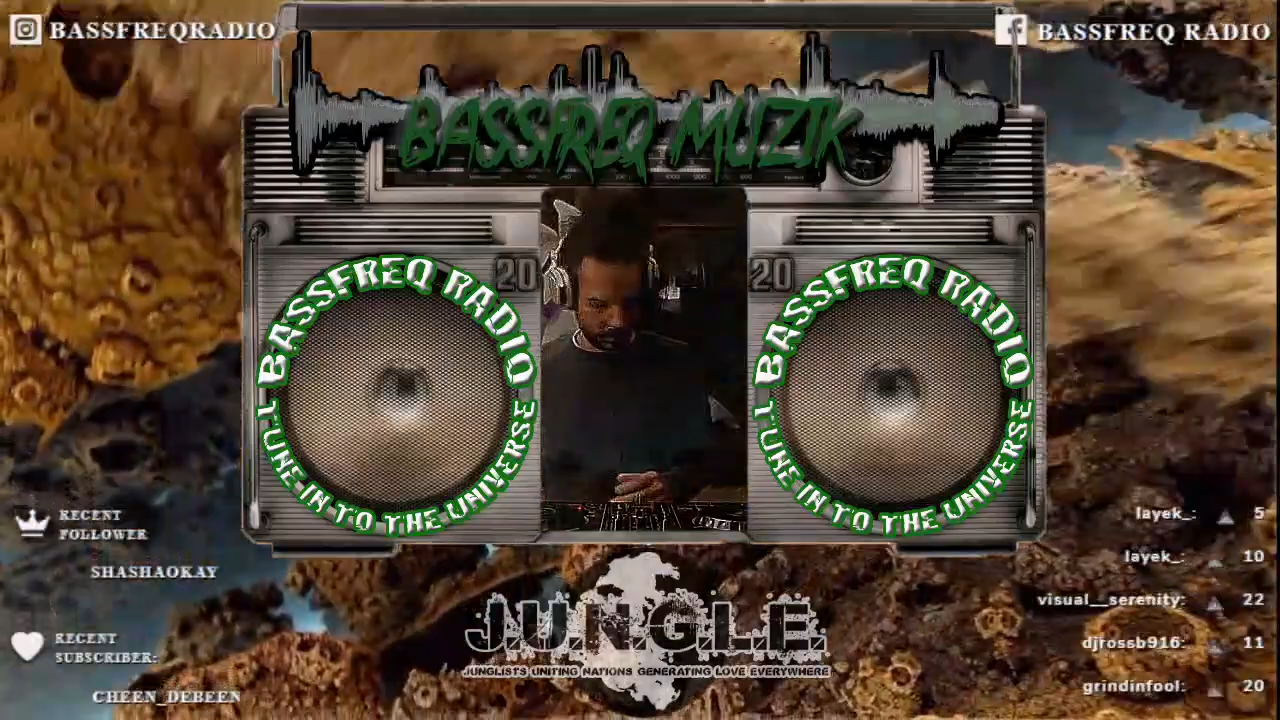 BASSFREQRADIO
BASSFREQ RADIO
BASSFREQ MUZIK
20
20
BASSFREQ RADIO
TUNE IN TO THE UNIVERSE
BASSFREQ RADIO
TUNE IN TO THE UNIVERSE
RECENT
FOLLOWER
SHASHAOKAY
RECENT
SUBSCRIBER:
CHEEN_DEBEEN
J.U.N.G.L.E.
JUNGLISTS UNITING NATIONS GENERATING LOVE EVERYWHERE
layek_: 5
layek_: 10
visual__serenity: 22
djrossb916: 11
grindinfool: 20